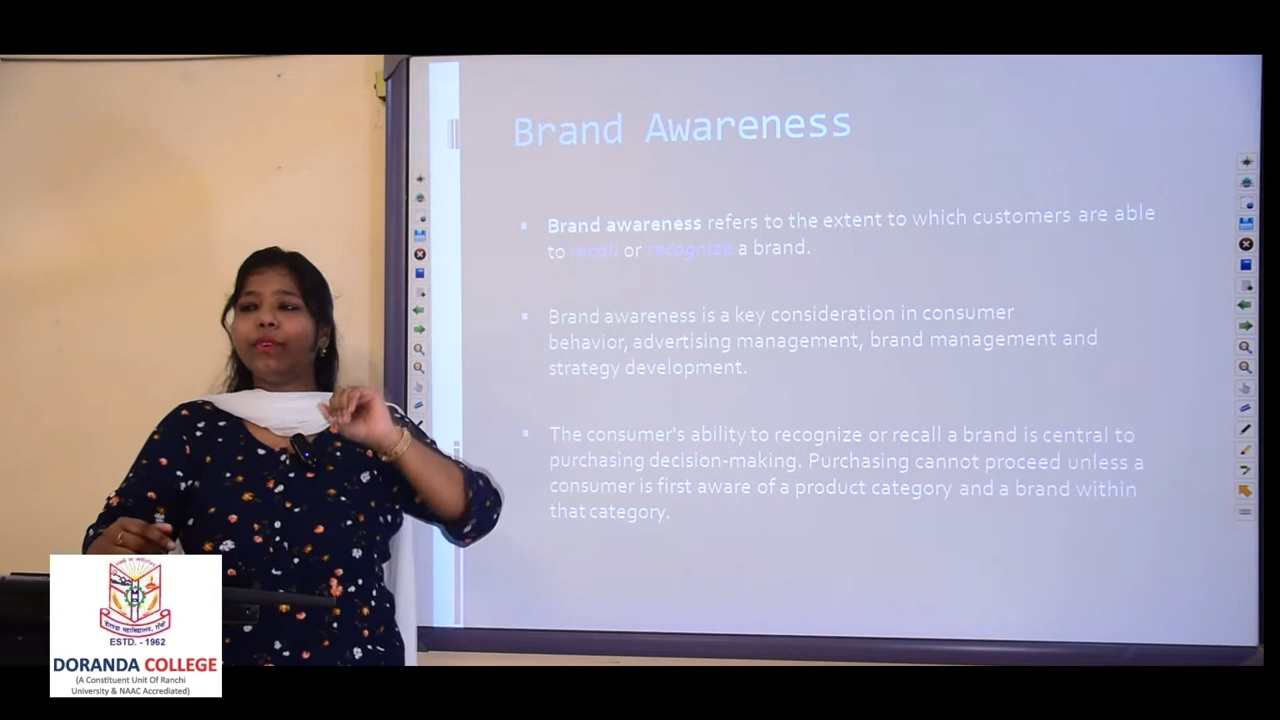 Brand Awareness
Brand awareness refers to the extent to which customers are able
to recall or recognize a brand.
Brand awareness is a key consideration in consumer
behavior, advertising management, brand management and
strategy development.
The consumer's ability to recognize or recall a brand is central to
purchasing decision-making. Purchasing cannot proceed unless a
consumer is first aware of a product category and a brand within
that category.
ESTD. - 1962
DORANDA COLLEGE
(A Constituent Unit Of Ranchi
University & NAAC Accredited)